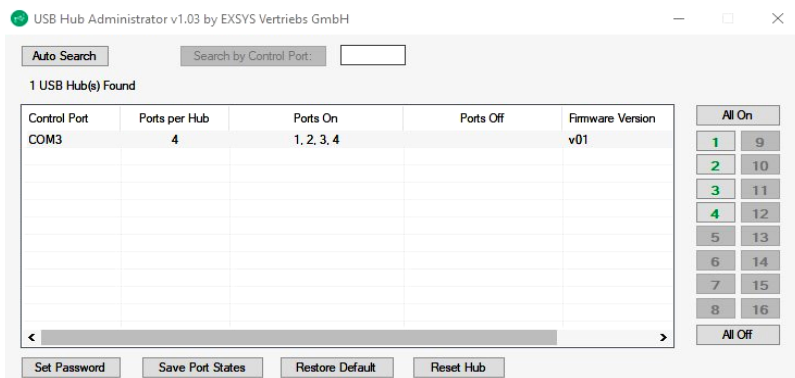 USB Hub Administrator v1.03 by EXSYS Vertriebs GmbH
Auto Search Search by Control Port:
1 USB Hub(s) Found
Control Port Ports per Hub Ports On Ports Off Firmware Version
COM3 4 1, 2, 3, 4 v01
All On
1 9
2 10
3 11
4 12
5 13
6 14
7 15
8 16
All Off
Set Password Save Port States Restore Default Reset Hub